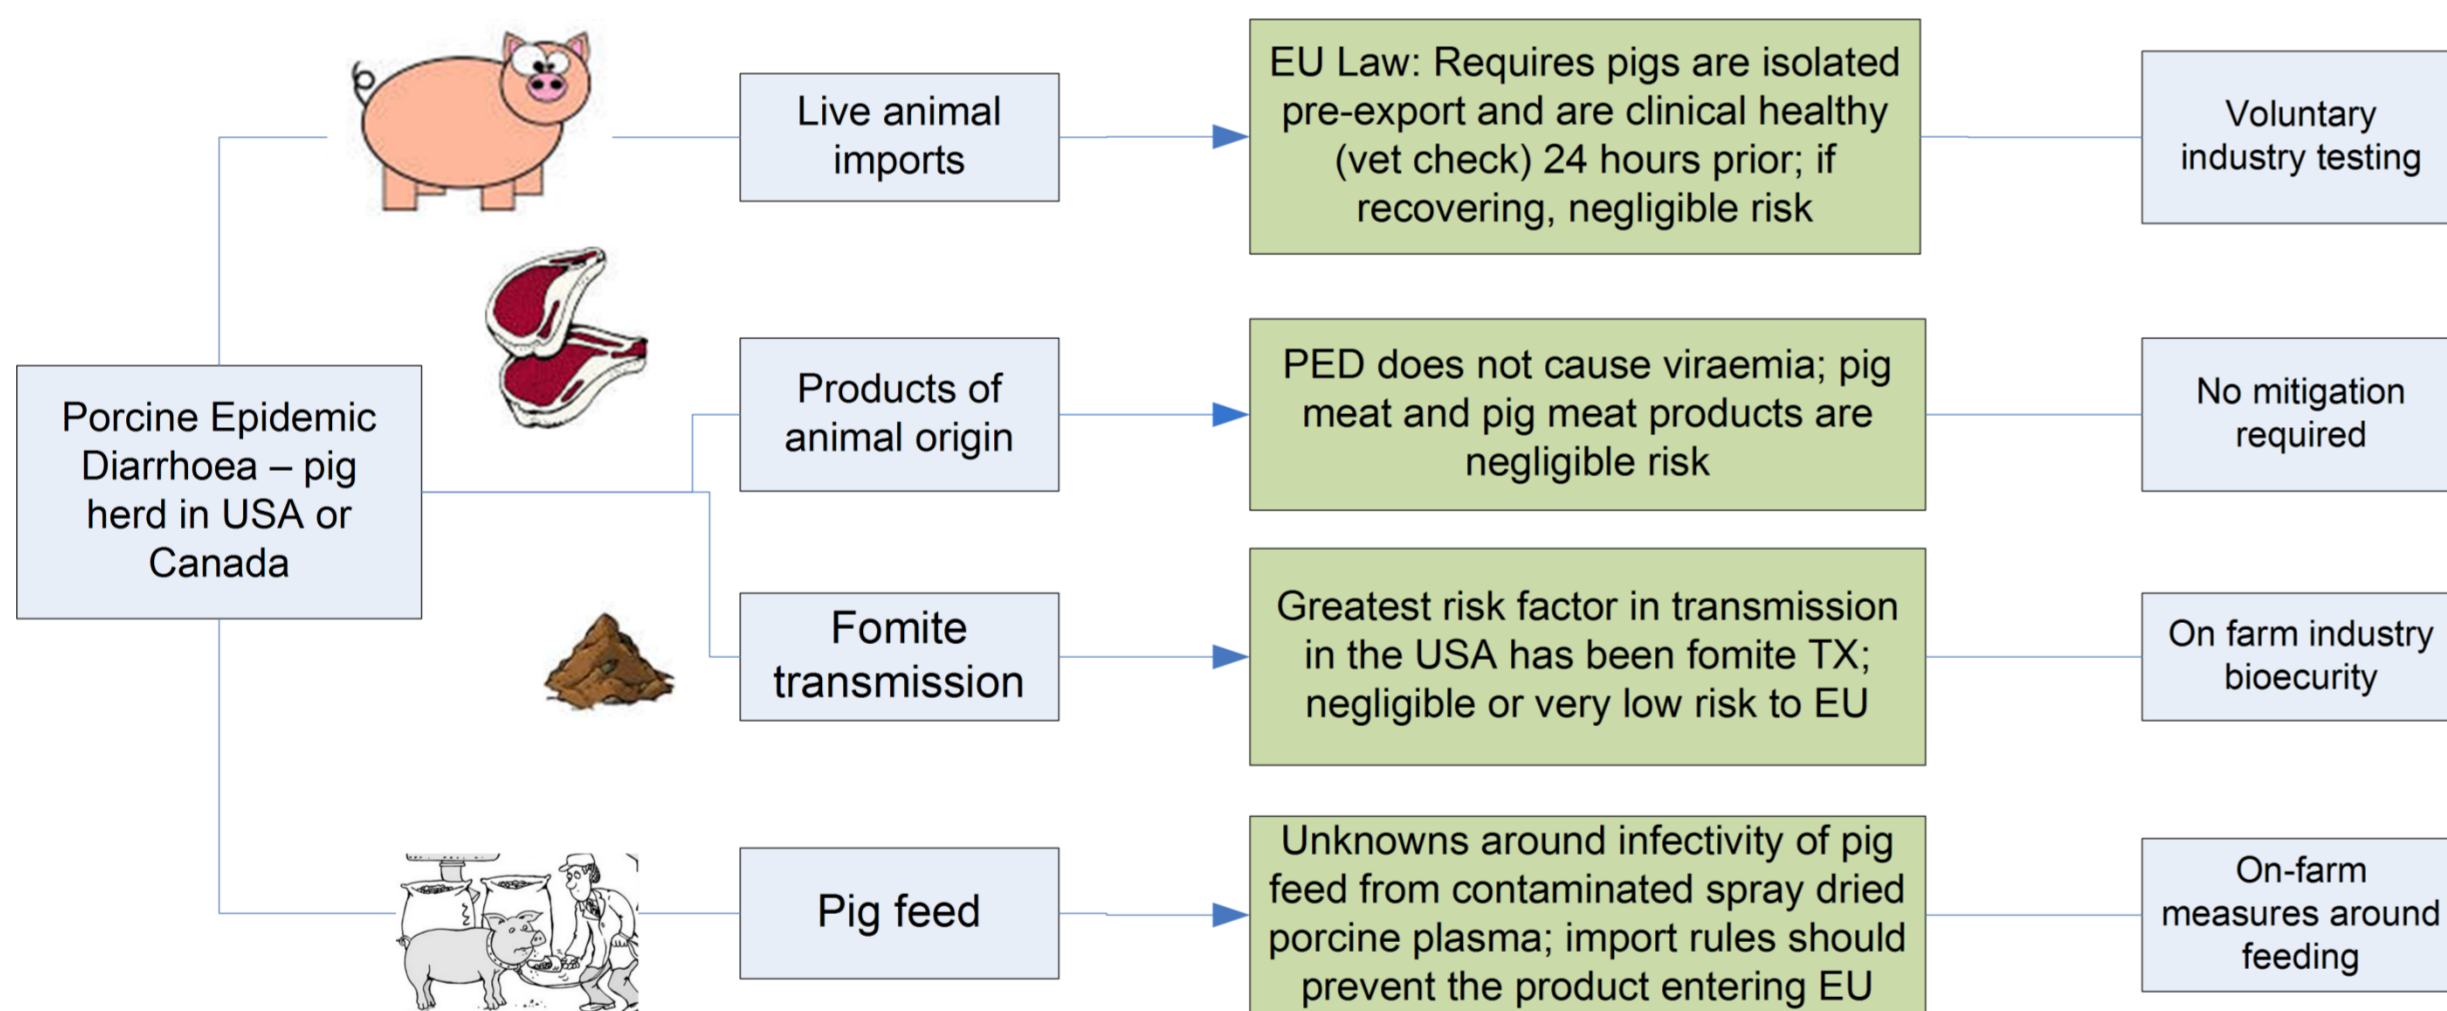 Porcine Epidemic
Diarrhoea – pig
herd in USA or
Canada
Live animal
imports
EU Law: Requires pigs are isolated
pre-export and are clinical healthy
(vet check) 24 hours prior; if
recovering, negligible risk
Voluntary
industry testing
Products of
animal origin
PED does not cause viraemia; pig
meat and pig meat products are
negligible risk
No mitigation
required
Fomite
transmission
Greatest risk factor in transmission
in the USA has been fomite TX;
negligible or very low risk to EU
On farm industry
bioecurity
Pig feed
Unknowns around infectivity of pig
feed from contaminated spray dried
porcine plasma; import rules should
prevent the product entering EU
On-farm
measures around
feeding